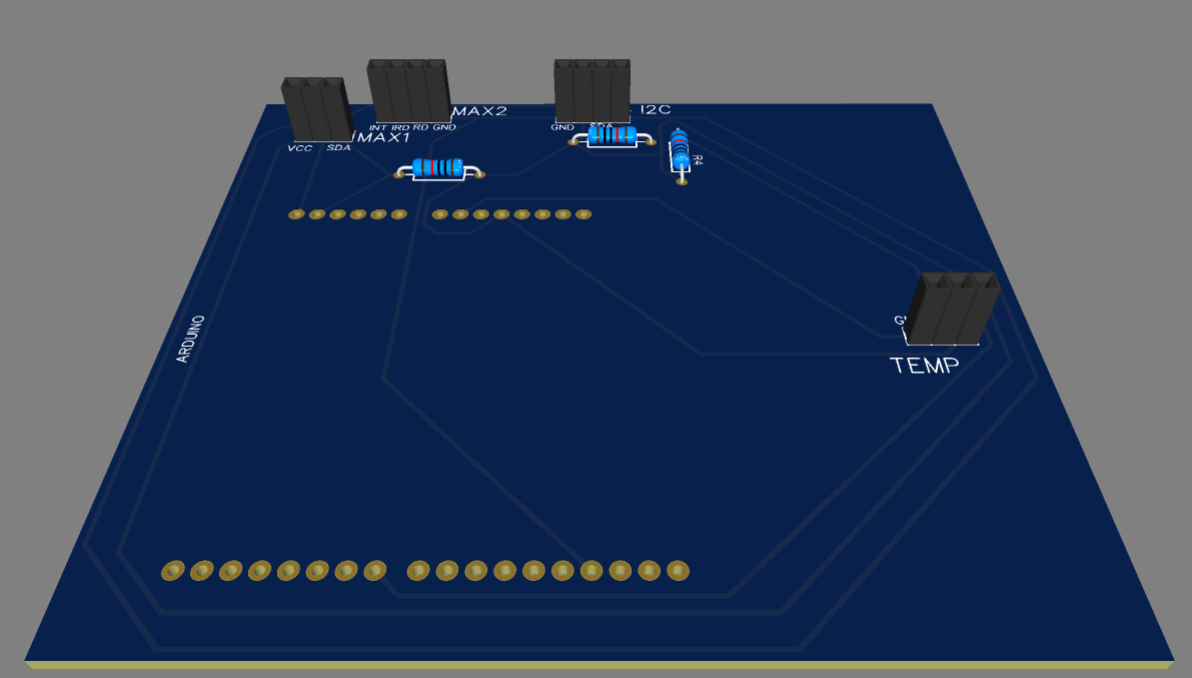 MAX2
I2C
INT IRD RD GND
GND SDA
MAX1
VCC SDA
R4
ARDUINO
TEMP